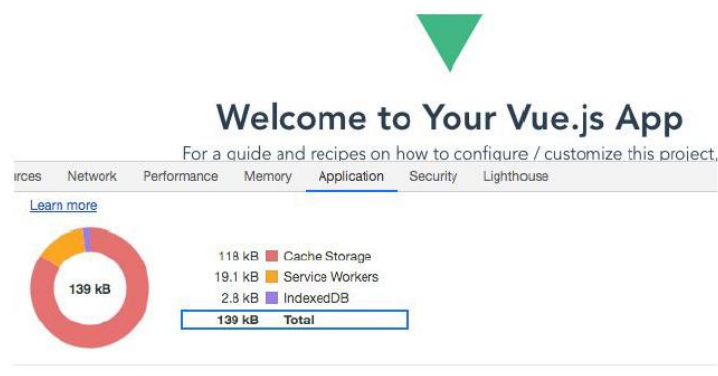 Welcome to Your Vue.js App
For a guide and recipes on how to configure / customize this project,
rces Network Performance Memory Application Security Lighthouse
Learn more
139 kB
118 kB Cache Storage
19.1 kB Service Workers
2.8 kB IndexedDB
139 kB Total